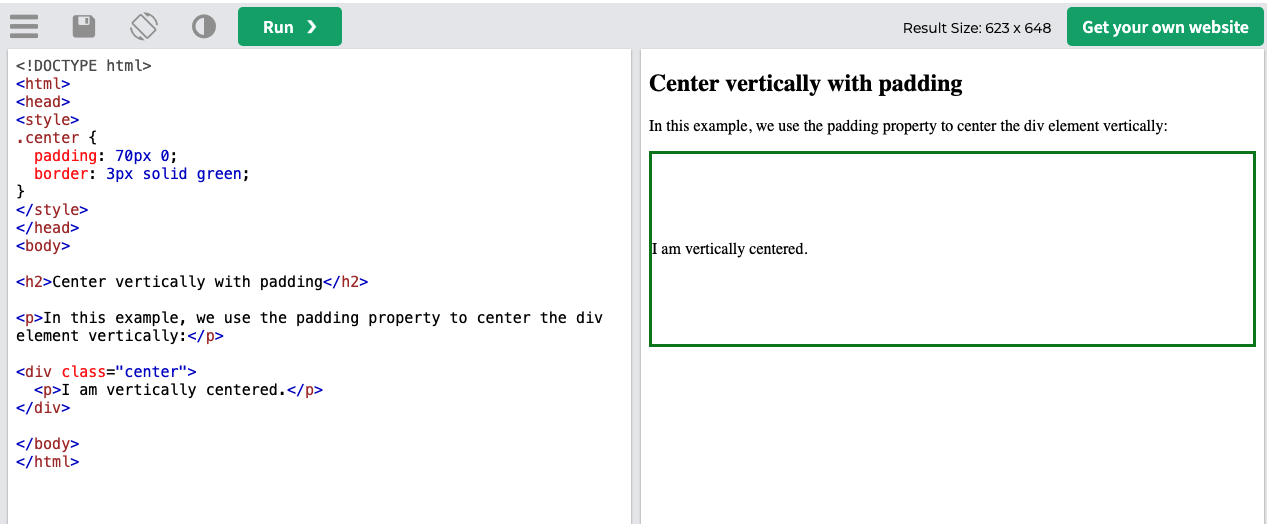 Run ❯
Result Size: 623 x 648
Get your own website
<!DOCTYPE html>
<html>
<head>
<style>
.center {
  padding: 70px 0;
  border: 3px solid green;
}
</style>
</head>
<body>

<h2>Center vertically with padding</h2>

<p>In this example, we use the padding property to center the div
element vertically:</p>

<div class="center">
  <p>I am vertically centered.</p>
</div>

</body>
</html>
Center vertically with padding
In this example, we use the padding property to center the div element vertically:
I am vertically centered.